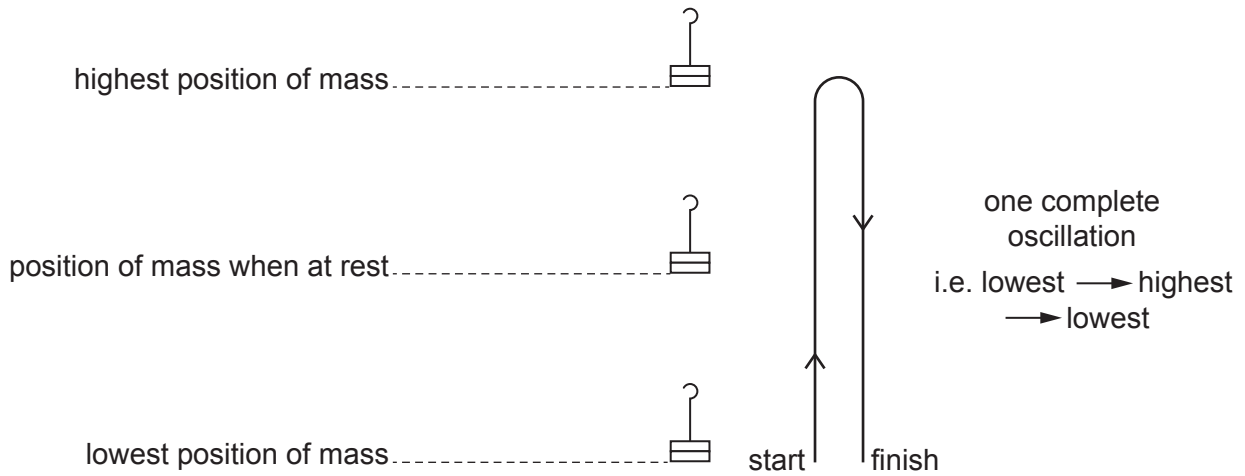 highest position of mass
position of mass when at rest
lowest position of mass
start
finish
one complete
oscillation
i.e. lowest ⟶ highest
⟶ lowest